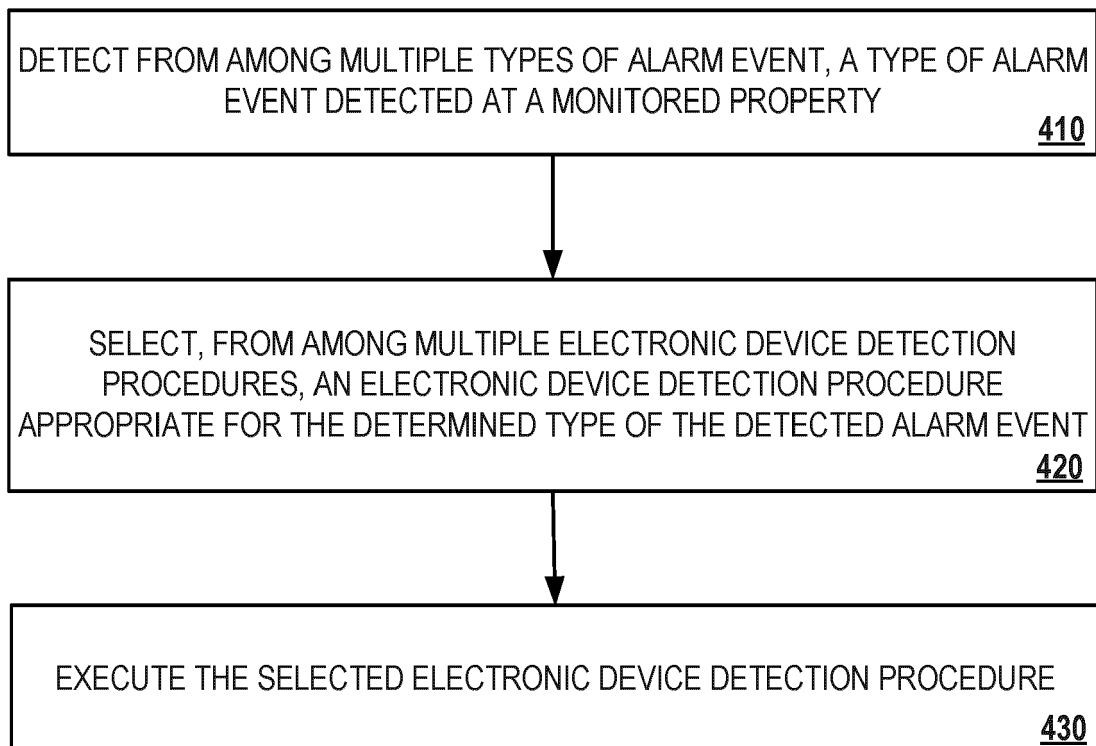 DETECT FROM AMONG MULTIPLE TYPES OF ALARM EVENT, A TYPE OF ALARM
EVENT DETECTED AT A MONITORED PROPERTY
410
SELECT, FROM AMONG MULTIPLE ELECTRONIC DEVICE DETECTION
PROCEDURES, AN ELECTRONIC DEVICE DETECTION PROCEDURE
APPROPRIATE FOR THE DETERMINED TYPE OF THE DETECTED ALARM EVENT
420
EXECUTE THE SELECTED ELECTRONIC DEVICE DETECTION PROCEDURE
430